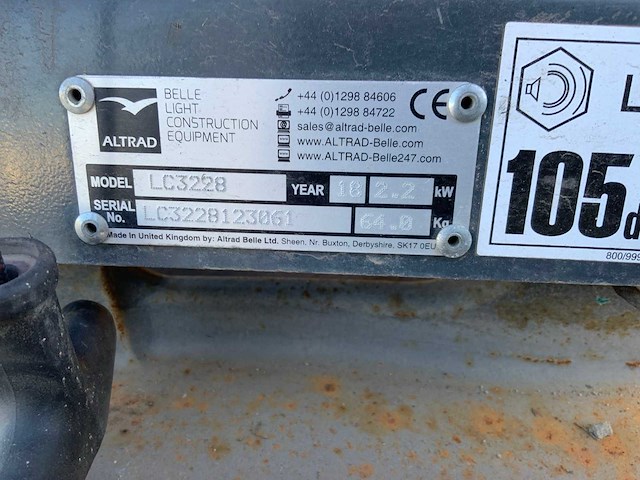 ALTRAD
BELLE
LIGHT
CONSTRUCTION
EQUIPMENT
+44 (0)1298 84606
+44 (0)1298 84722
sales@altrad-belle.com
www.ALTRAD-Belle.com
www.ALTRAD-Belle247.com
CE
MODEL LC3228 YEAR 18 2.2 kW
SERIAL No. LC3228123061 64.0 Kg
Made In United Kingdom by: Altrad Belle Ltd. Sheen, Nr. Buxton, Derbyshire. SK17 0EU
L
105
800/999